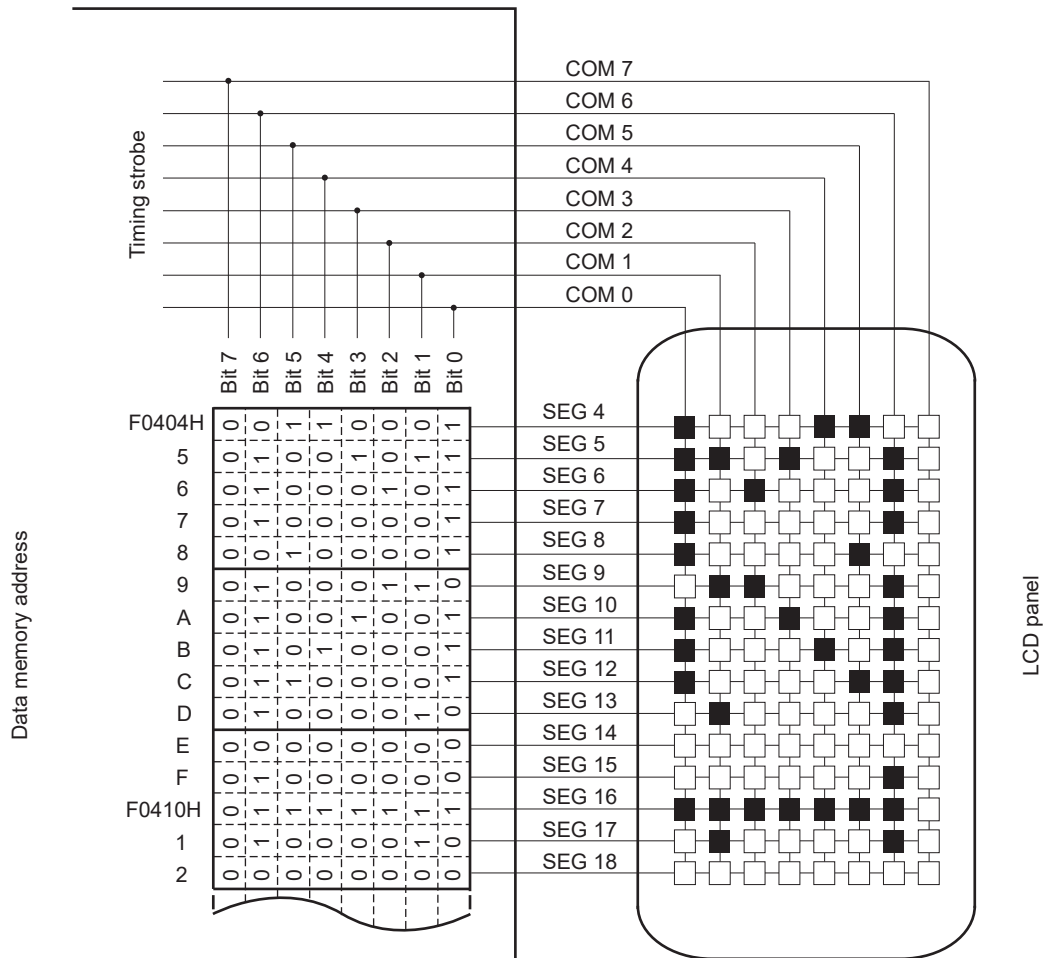 COM 7
COM 6
COM 5
COM 4
COM 3
COM 2
COM 1
COM 0
Timing strobe
Bit 7 Bit 6 Bit 5 Bit 4 Bit 3 Bit 2 Bit 1 Bit 0
F0404H 0 0 1 1 0 0 0 1 SEG 4
5 0 1 0 0 1 0 1 1 SEG 5
6 0 1 0 0 0 1 0 1 SEG 6
7 0 1 0 0 0 0 0 1 SEG 7
8 0 0 1 0 0 0 0 1 SEG 8
9 0 1 0 0 0 1 1 0 SEG 9
A 0 1 0 0 1 0 0 1 SEG 10
B 0 1 0 1 0 0 0 1 SEG 11
C 0 1 1 0 0 0 0 1 SEG 12
D 0 1 0 0 0 0 1 0 SEG 13
E 0 0 0 0 0 0 0 0 SEG 14
F 0 1 0 0 0 0 0 0 SEG 15
F0410H 0 1 1 1 1 1 1 1 SEG 16
1 0 1 0 0 0 0 1 0 SEG 17
2 0 0 0 0 0 0 0 0 SEG 18
Data memory address
LCD panel